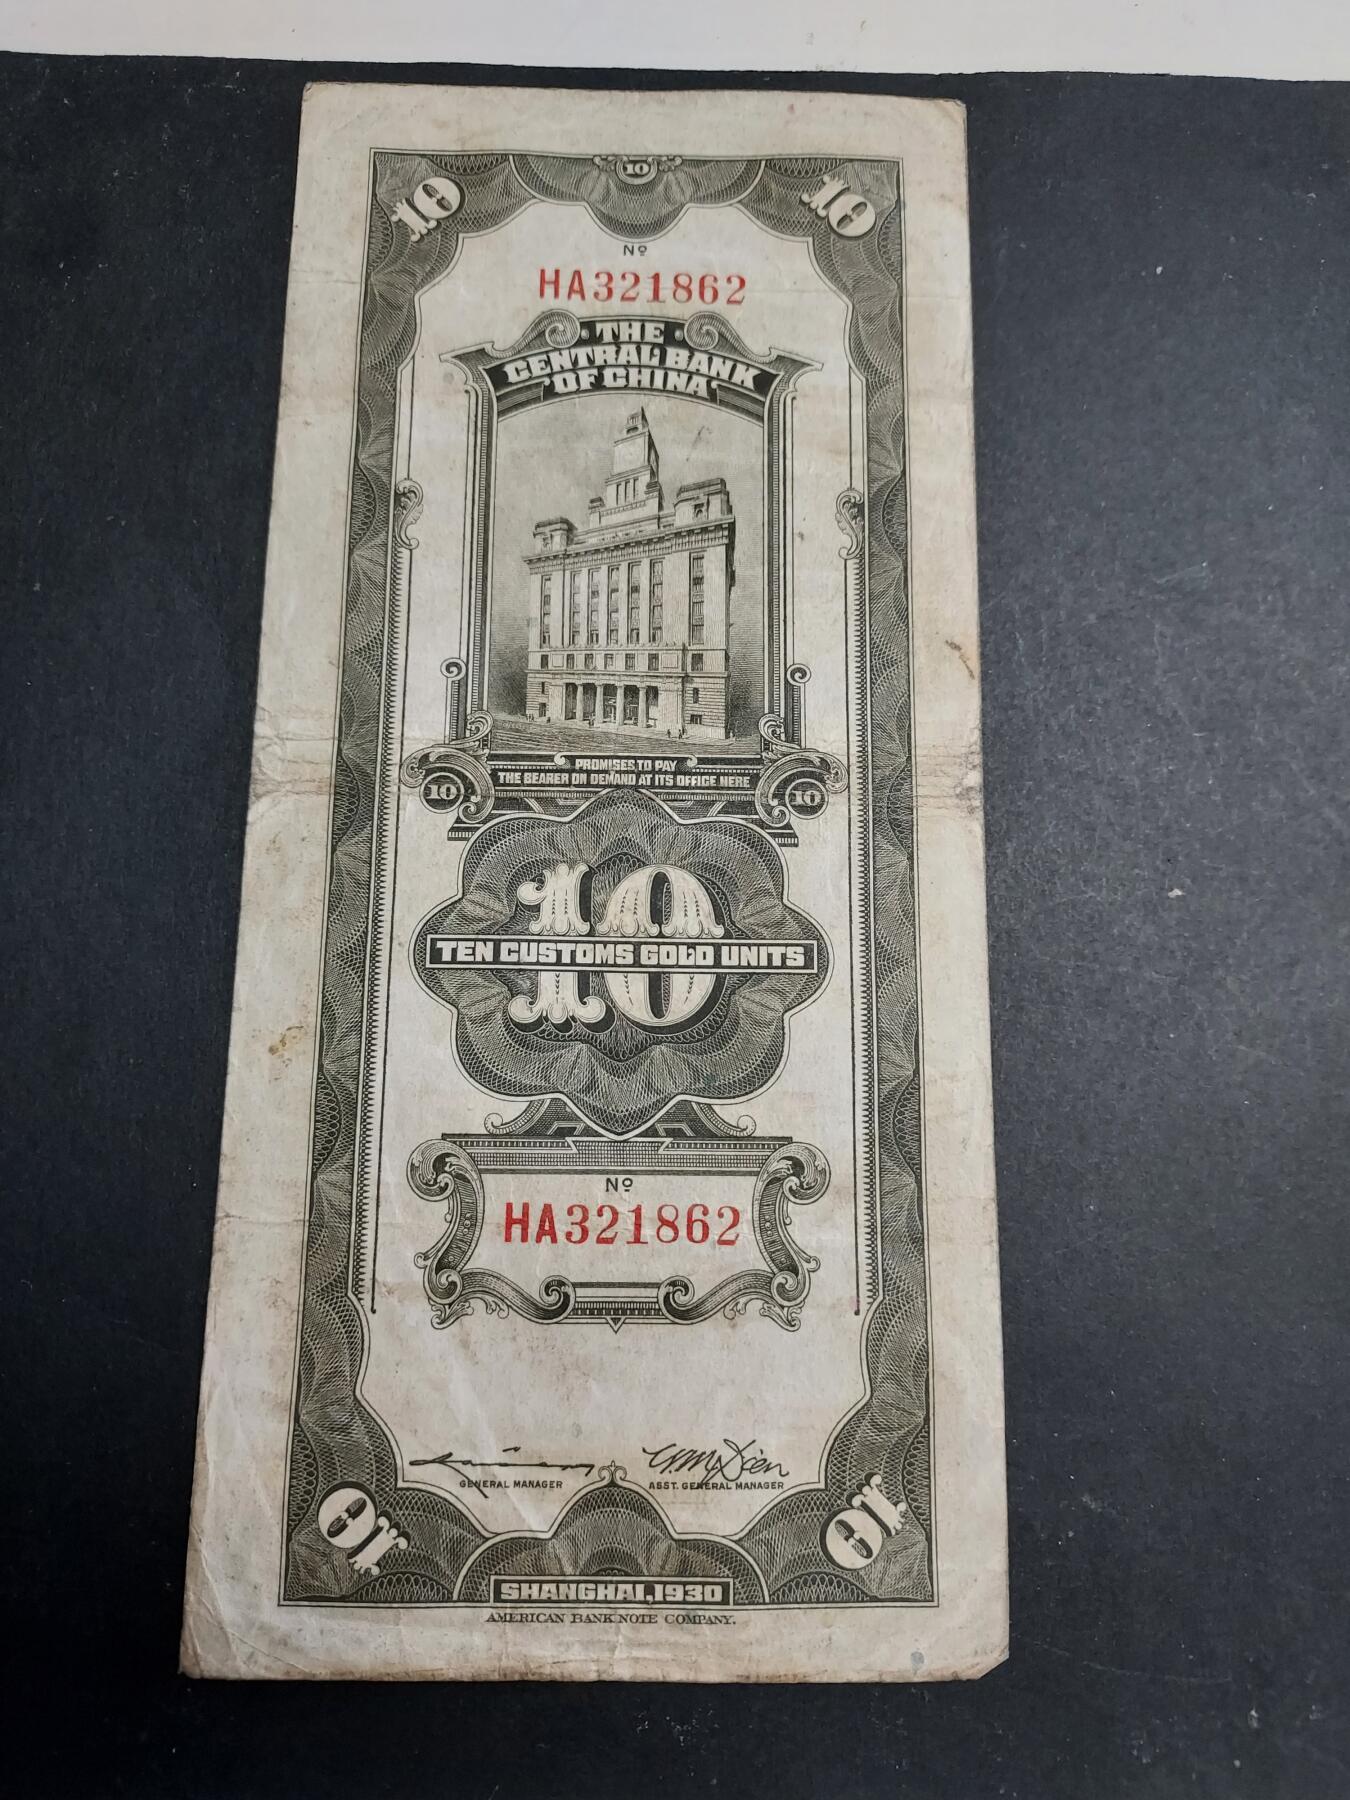 10
10
10
Nº
HA321862
THE
CENTRAL BANK
OF CHINA
PROMISES TO PAY
THE BEARER ON DEMAND AT ITS OFFICE HERE
10
10
10
TEN CUSTOMS GOLD UNITS
Nº
HA321862
GENERAL MANAGER
ASST. GENERAL MANAGER
10
10
SHANGHAI, 1930
AMERICAN BANK NOTE COMPANY.